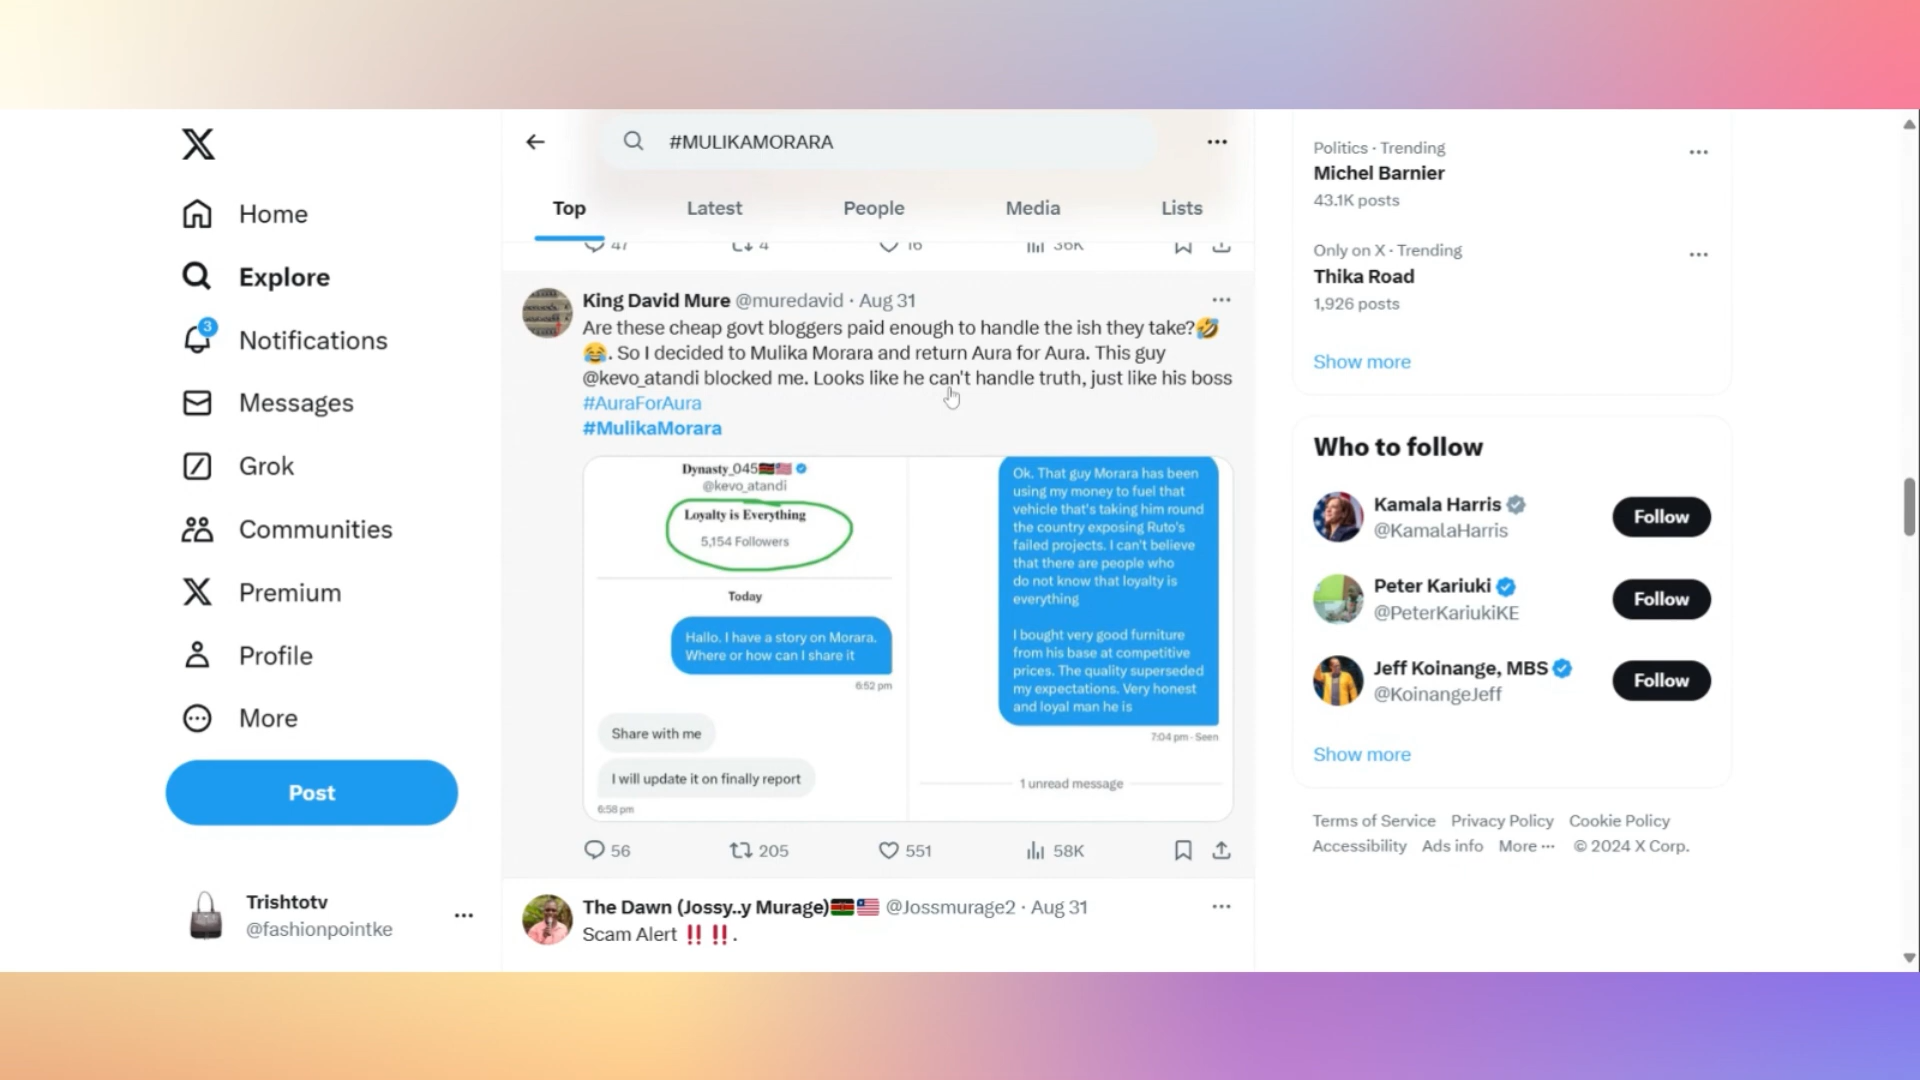 X
Home
Explore
3
Notifications
Messages
Grok
Communities
Premium
Profile
More
Post
Trishtotv
@fashionpointke
#MULIKAMORARA
Top
Latest
People
Media
Lists
47
4
16
36K
King David Mure @muredavid · Aug 31
Are these cheap govt bloggers paid enough to handle the ish they take?🤣
😂. So I decided to Mulika Morara and return Aura for Aura. This guy
@kevo_atandi blocked me. Looks like he can't handle truth, just like his boss
#AuraForAura
#MulikaMorara
Dynasty_045🇰🇪🇺🇸
@kevo_atandi
Loyalty is Everything
5,154 Followers
Today
Hallo. I have a story on Morara.
Where or how can I share it
6:52 pm
Share with me
I will update it on finally report
6:58 pm
Ok. That guy Morara has been
using my money to fuel that
vehicle that's taking him round
the country exposing Ruto's
failed projects. I can't believe
that there are people who
do not know that loyalty is
everything
I bought very good furniture
from his base at competitive
prices. The quality superseded
my expectations. Very honest
and loyal man he is
7:04 pm · Seen
1 unread message
56
205
551
58K
The Dawn (Jossy..y Murage)🇰🇪🇱🇷 @Jossmurage2 · Aug 31
Scam Alert ‼️ ‼️.
Politics · Trending
Michel Barnier
43.1K posts
Only on X · Trending
Thika Road
1,926 posts
Show more
Who to follow
Kamala Harris
@KamalaHarris
Follow
Peter Kariuki
@PeterKariukiKE
Follow
Jeff Koinange, MBS
@KoinangeJeff
Follow
Show more
Terms of Service Privacy Policy Cookie Policy
Accessibility Ads info More ··· © 2024 X Corp.